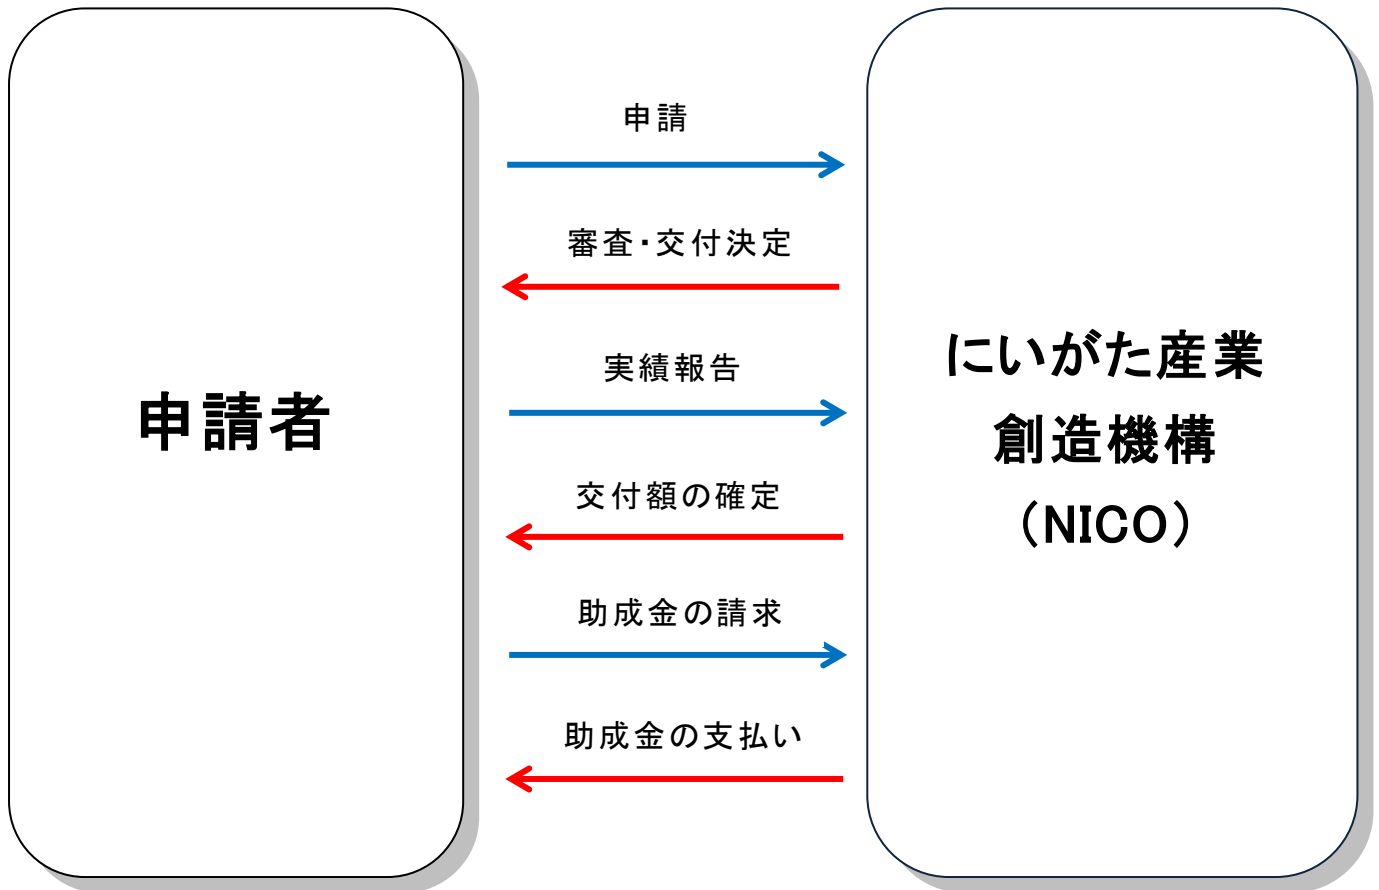 申請
審査・交付決定
実績報告
交付額の確定
助成金の請求
助成金の支払い
申請者
にいがた産業
創造機構
（NICO）